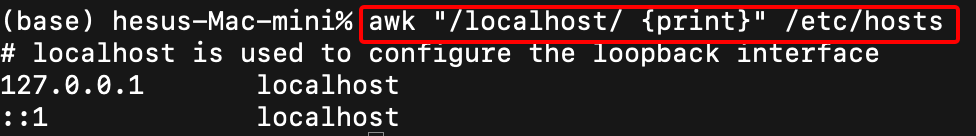 (base) hesus-Mac-mini% awk "/localhost/ {print}" /etc/hosts
# localhost is used to configure the loopback interface
127.0.0.1       localhost
::1             localhost